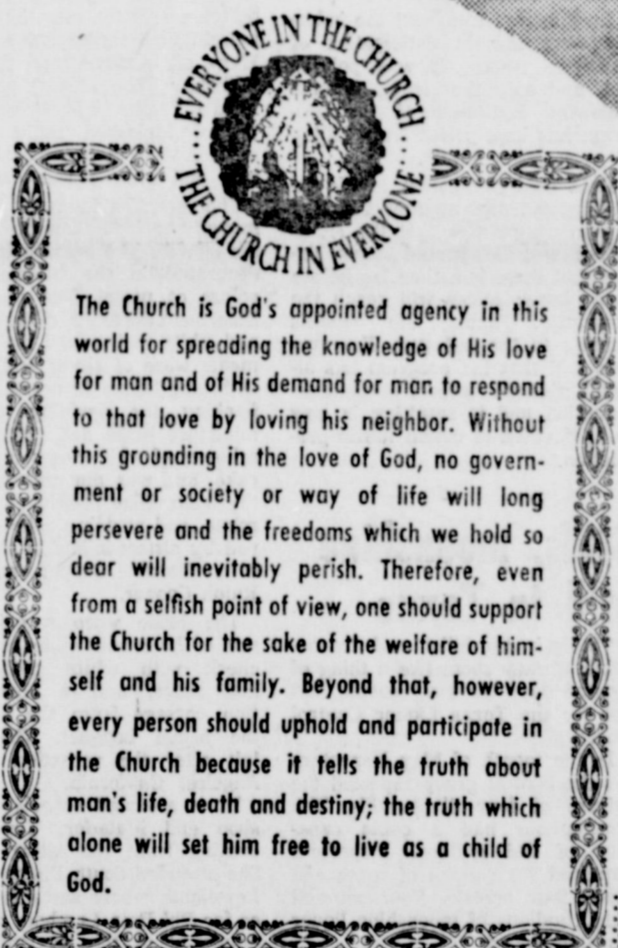 EVERYONE IN THE CHURCH
THE CHURCH IN EVERYONE
The Church is God's appointed agency in this
world for spreading the knowledge of His love
for man and of His demand for man to respond
to that love by loving his neighbor. Without
this grounding in the love of God, no govern-
ment or society or way of life will long
persevere and the freedoms which we hold so
dear will inevitably perish. Therefore, even
from a selfish point of view, one should support
the Church for the sake of the welfare of him-
self and his family. Beyond that, however,
every person should uphold and participate in
the Church because it tells the truth about
man's life, death and destiny; the truth which
alone will set him free to live as a child of
God.